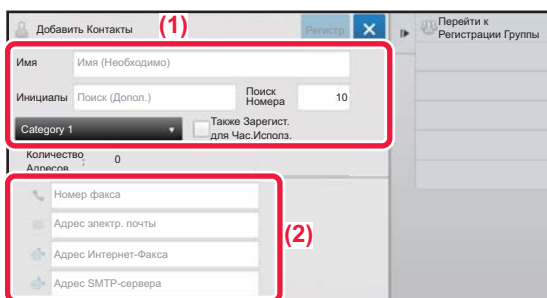 Добавить Контакты
(1)
Регистр
Перейти к
Регистрации Группы
Имя
Имя (Необходимо)
Инициалы
Поиск (Допол.)
Поиск
Номера
10
Category 1
Также Зарегист.
для Час.Исполз.
Количество
Адресов
:
0
Номер факса
Адрес электр. почты
(2)
Адрес Интернет-Факса
Адрес SMTP-сервера